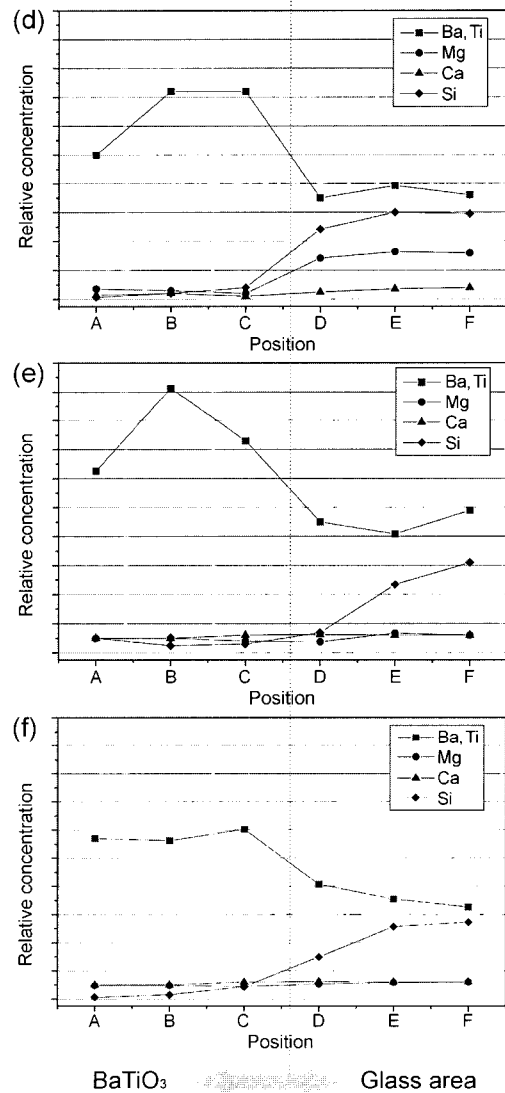 (d)
Relative concentration
Ba, Ti
Mg
Ca
Si
A B C D E F
Position
(e)
Relative concentration
Ba, Ti
Mg
Ca
Si
A B C D E F
Position
(f)
Relative concentration
Ba, Ti
Mg
Ca
Si
A B C D E F
Position
BaTiO₃ Glass area